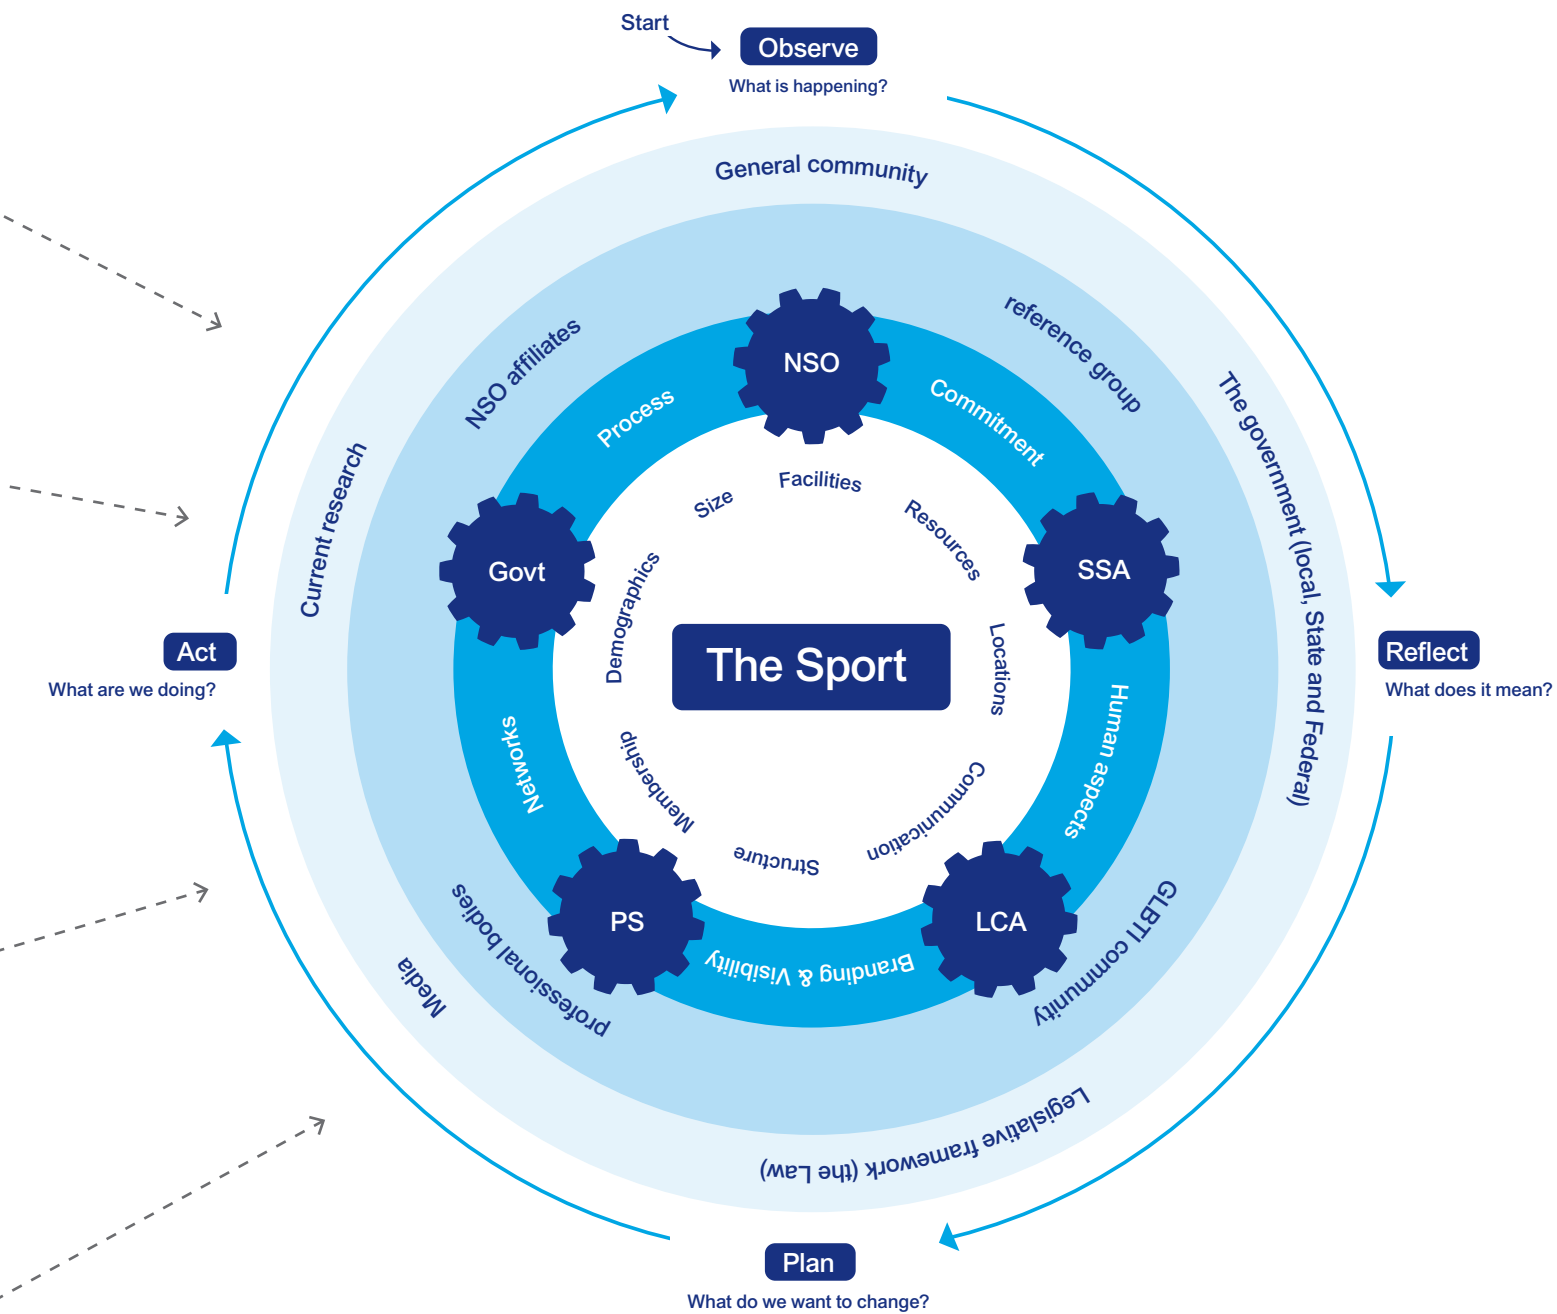 Start
Observe
What is happening?
General community
reference group
The government (local, State and Federal)
Reflect
What does it mean?
GLBTI community
Legislative framework (the Law)
Plan
What do we want to change?
professional bodies
Media
Act
What are we doing?
Current research
NSO affiliates
NSO
Commitment
SSA
Human aspects
LCA
Branding & Visibility
PS
Networks
Govt
Process
Facilities
Resources
Locations
Communication
Structure
Membership
Demographics
Size
The Sport